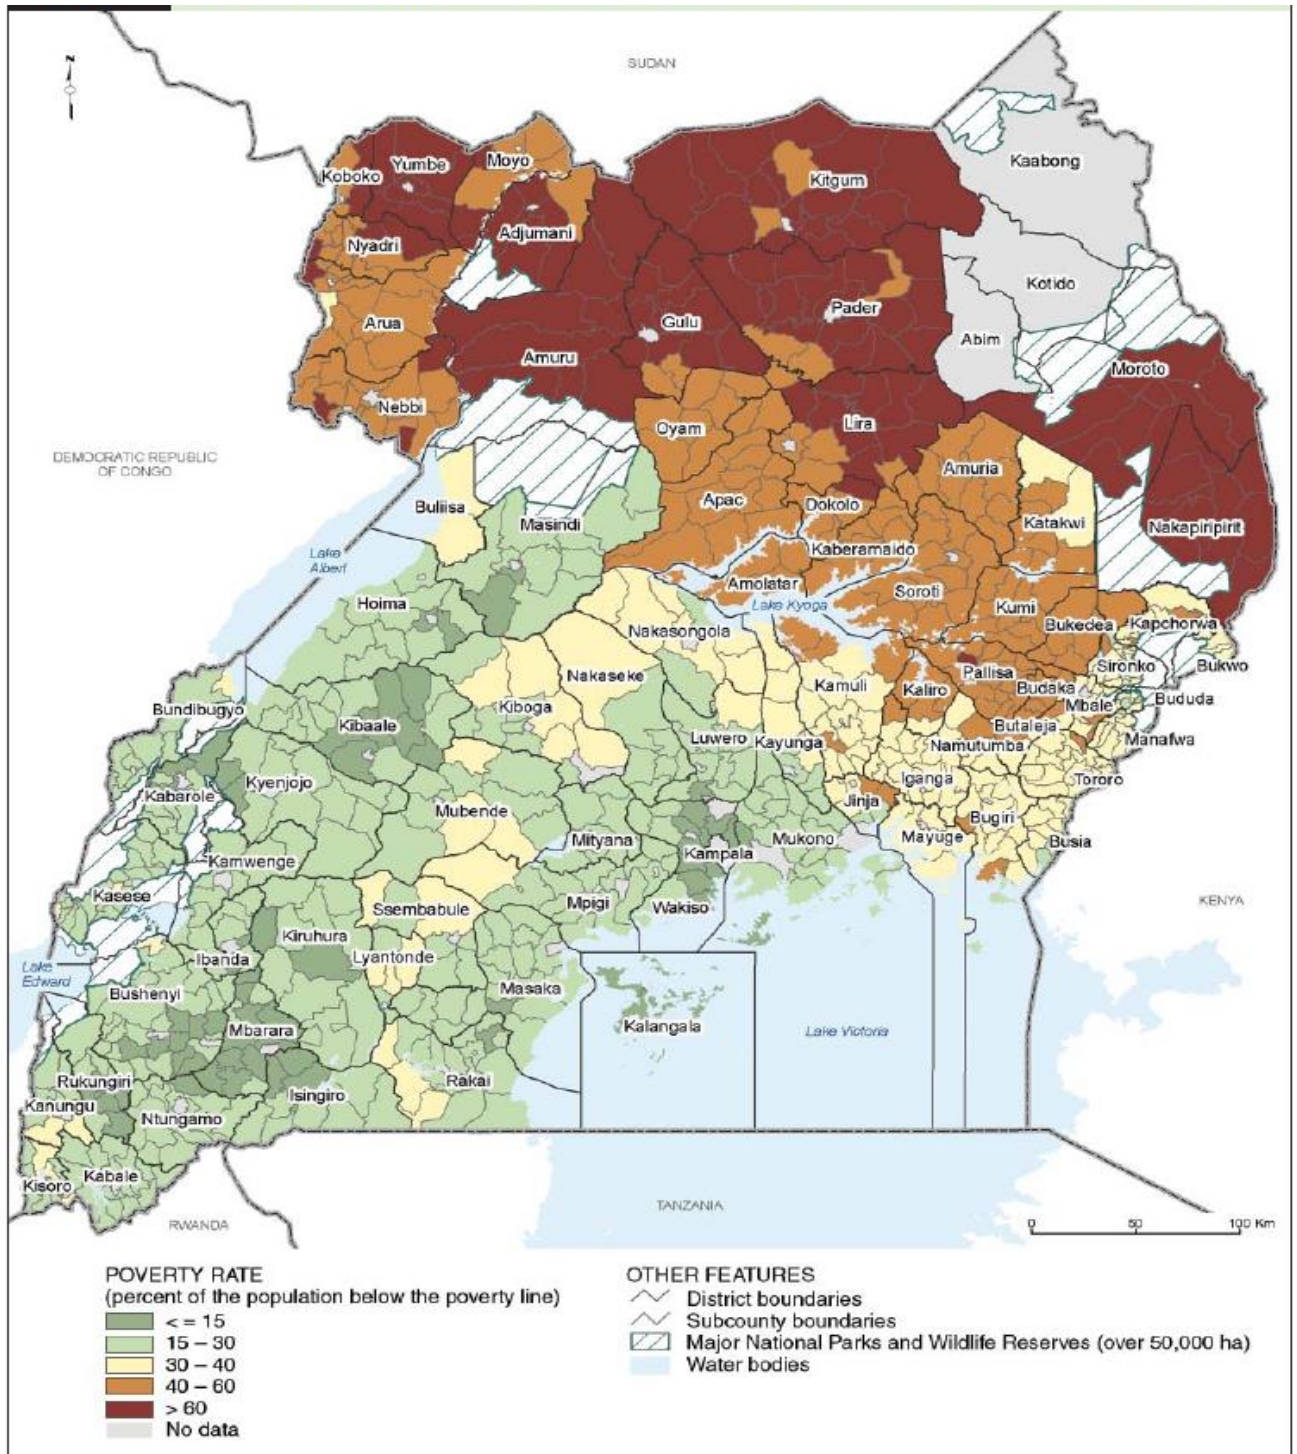 SUDAN
N
Kaabong
Yumbe
Moyo
Koboko
Kitgum
Adjumani
Nyadri
Kotido
Pader
Arua
Gulu
Abim
Amuru
Moroto
Nebbi
Lira
Oyam
DEMOCRATIC REPUBLIC
OF CONGO
Amuria
Apac
Dokolo
Buliisa
Masindi
Katakwi
Nakapiripirit
Lake
Albert
Kaberamaido
Amolatar
Soroti
Hoima
Lake Kyoga
Kumi
Bukedea
Kapchorwa
Nakasongola
Sironko
Bukwo
Nakaseke
Pallisa
Kamuli
Kaliro
Budaka
Bududa
Bundibugyo
Kiboga
Mbale
Kibaale
Butaleja
Luwero
Kayunga
Manafwa
Namutumba
Kyenjojo
Iganga
Tororo
Kabarole
Jinja
Mubende
Bugiri
Mityana
Mukono
Mayuge
Busia
Kampala
Kamwenge
Kasese
Ssembabule
Mpigi
Wakiso
KENYA
Kiruhura
Ibanda
Lyantonde
Lake
Edward
Masaka
Bushenyi
Mbarara
Kalangala
Lake Victoria
Rukungiri
Rakai
Isingiro
Kanungu
Ntungamo
Kabale
Kisoro
TANZANIA
RWANDA
0 50 100 Km
POVERTY RATE
(percent of the population below the poverty line)
< = 15
15 – 30
30 – 40
40 – 60
> 60
No data
OTHER FEATURES
District boundaries
Subcounty boundaries
Major National Parks and Wildlife Reserves (over 50,000 ha)
Water bodies